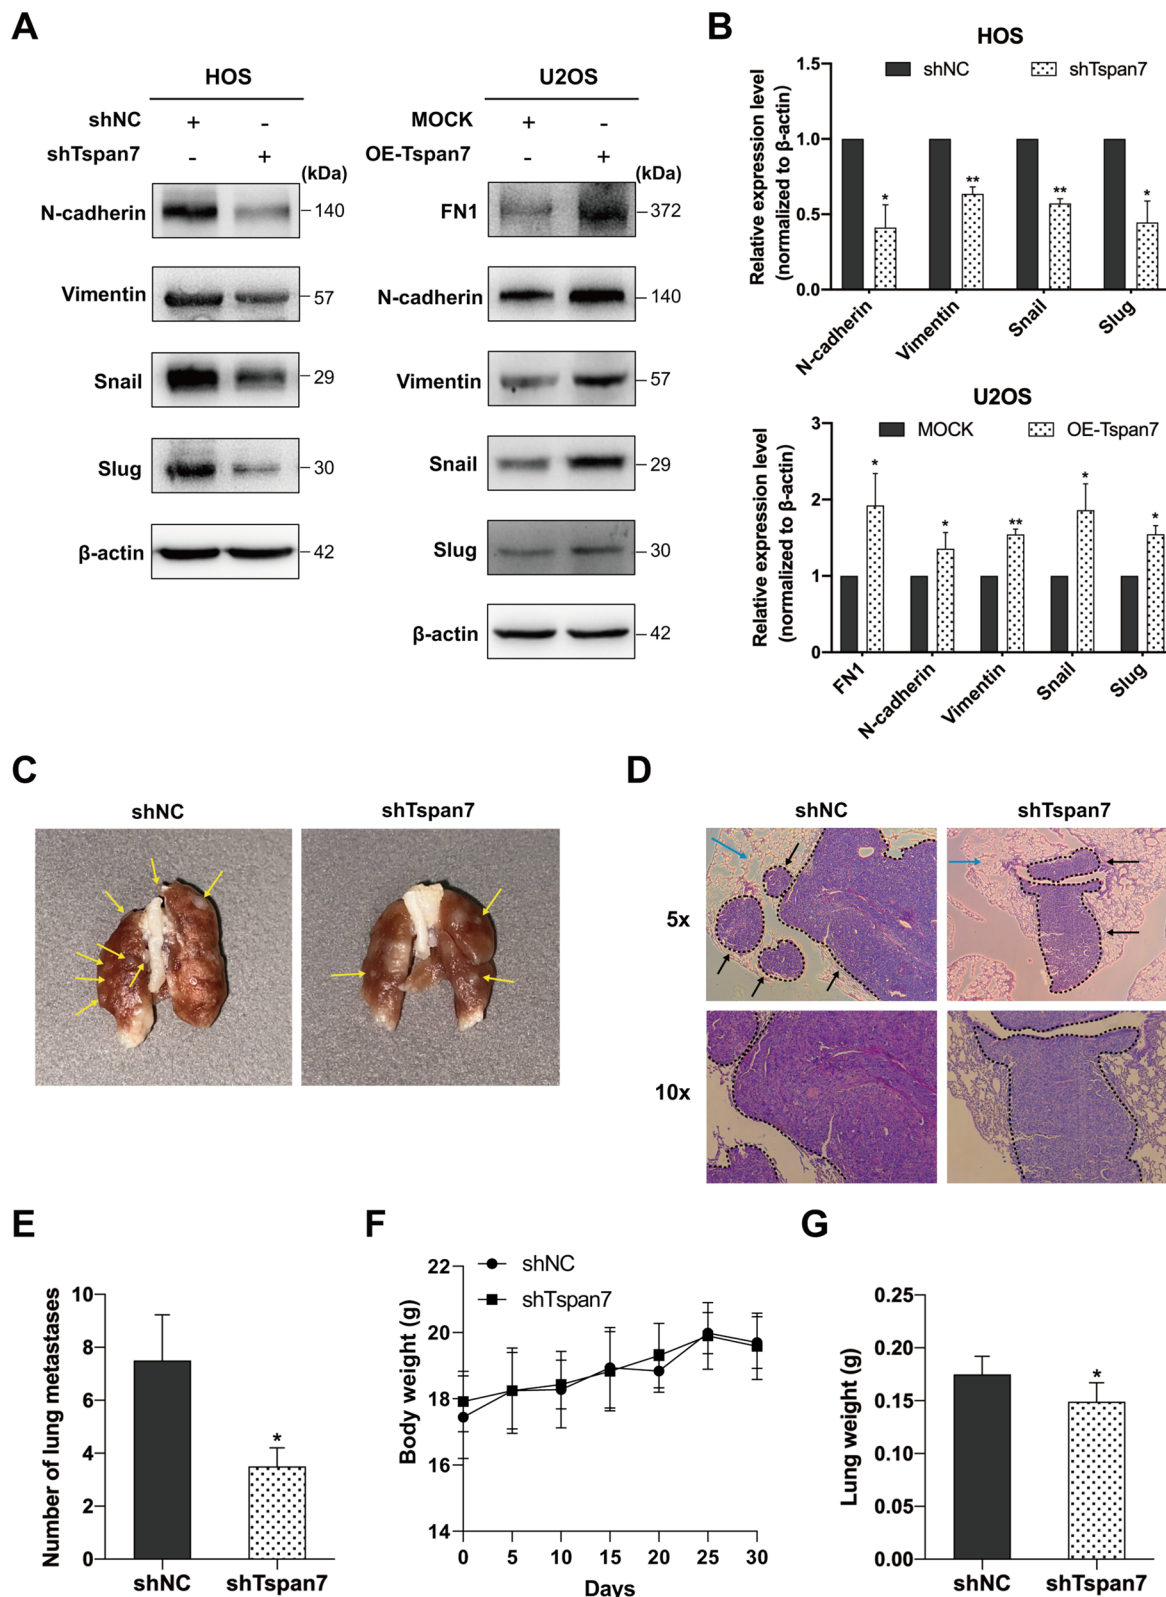 A
HOS
shNC + -
shTspan7 - +
(kDa)
N-cadherin 140
Vimentin 57
Snail 29
Slug 30
β-actin 42
U2OS
MOCK + -
OE-Tspan7 - +
(kDa)
FN1 372
N-cadherin 140
Vimentin 57
Snail 29
Slug 30
β-actin 42
B
HOS
shNC shTspan7
Relative expression level
(normalized to β-actin)
1.5
1.0
0.5
0.0
* ** ** *
N-cadherin Vimentin Snail Slug
U2OS
MOCK OE-Tspan7
Relative expression level
(normalized to β-actin)
3
2
1
0
* * ** * *
FN1 N-cadherin Vimentin Snail Slug
C
shNC shTspan7
D
shNC shTspan7
5x
10x
E
Number of lung metastases
10
8
6
4
2
0
*
shNC shTspan7
F
shNC
shTspan7
Body weight (g)
22
20
18
16
14
0 5 10 15 20 25 30
Days
G
Lung weight (g)
0.25
0.20
0.15
0.10
0.05
0.00
*
shNC shTspan7